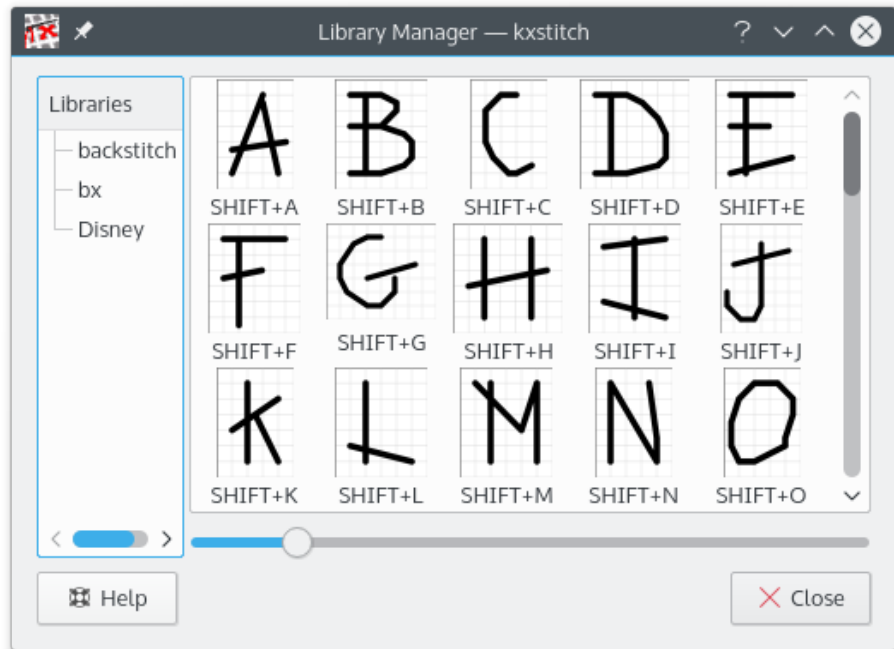 Library Manager — kxstitch
Libraries
backstitch
bx
Disney
A B C D E
SHIFT+A SHIFT+B SHIFT+C SHIFT+D SHIFT+E
F G H I J
SHIFT+F SHIFT+G SHIFT+H SHIFT+I SHIFT+J
K L M N O
SHIFT+K SHIFT+L SHIFT+M SHIFT+N SHIFT+O
Help
Close